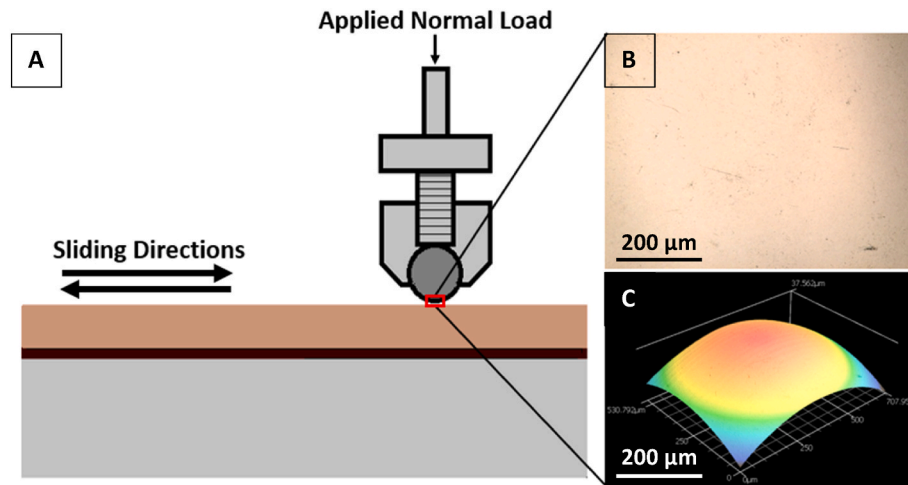 A
Applied Normal Load
Sliding Directions
B
200 µm
C
37.562µm
530.792µm
250
0
0µm
250
500
707.95
200 µm